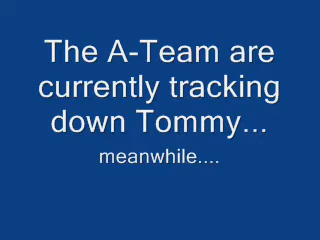 The A-Team are
currently tracking
down Tommy...
meanwhile....